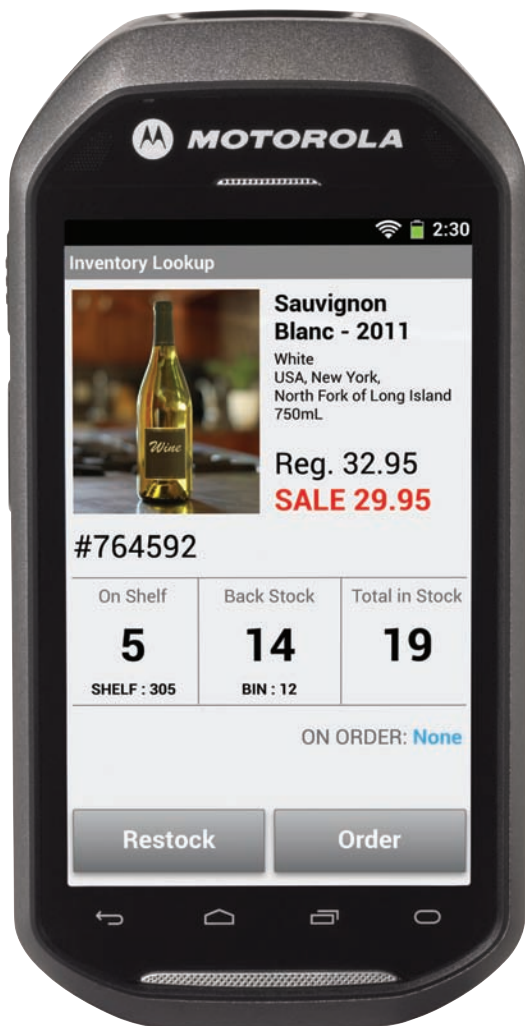 MOTOROLA
2:30
Inventory Lookup
Sauvignon
Blanc - 2011
White
USA, New York,
North Fork of Long Island
750mL
Wine
Reg. 32.95
SALE 29.95
#764592
On Shelf Back Stock Total in Stock
5 14 19
SHELF : 305 BIN : 12
ON ORDER: None
Restock Order